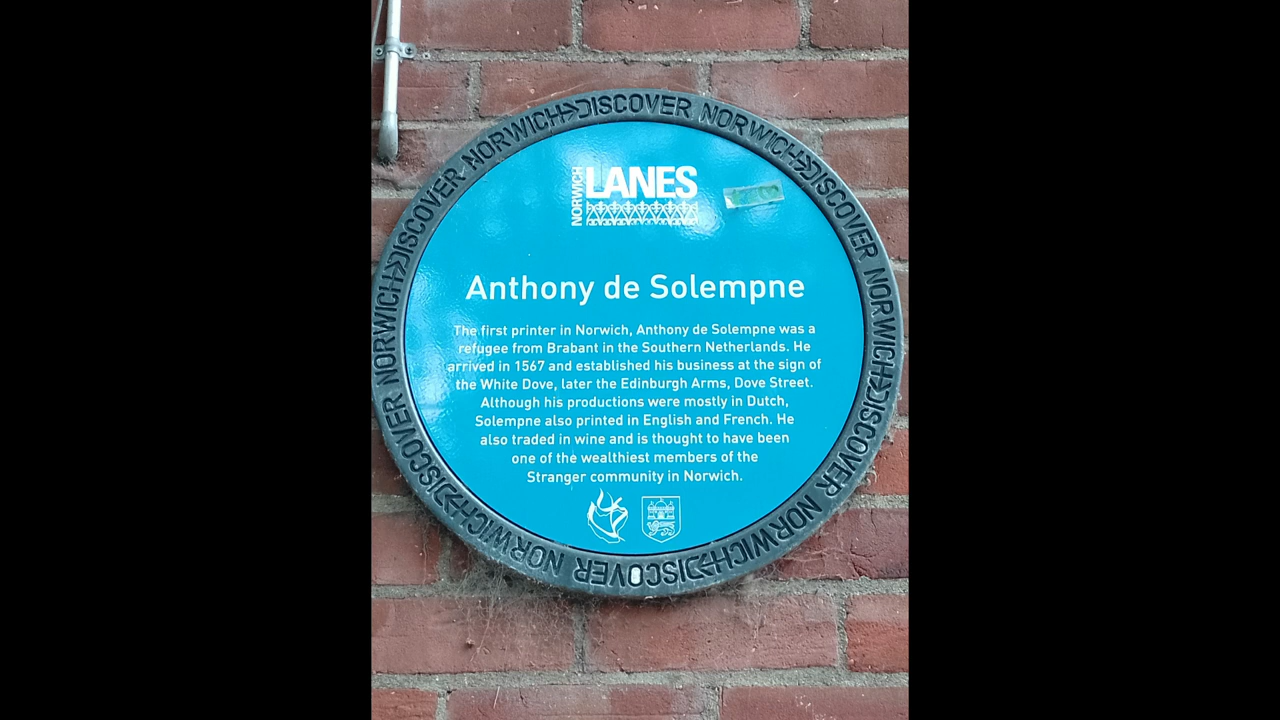 DISCOVER NORWICH DISCOVER NORWICH DISCOVER NORWICH DISCOVER NORWICH DISCOVER NORWICH DISCOVER NORWICH
NORWICH
LANES
Anthony de Solempne
The first printer in Norwich, Anthony de Solempne was a
refugee from Brabant in the Southern Netherlands. He
arrived in 1567 and established his business at the sign of
the White Dove, later the Edinburgh Arms, Dove Street.
Although his productions were mostly in Dutch,
Solempne also printed in English and French. He
also traded in wine and is thought to have been
one of the wealthiest members of the
Stranger community in Norwich.